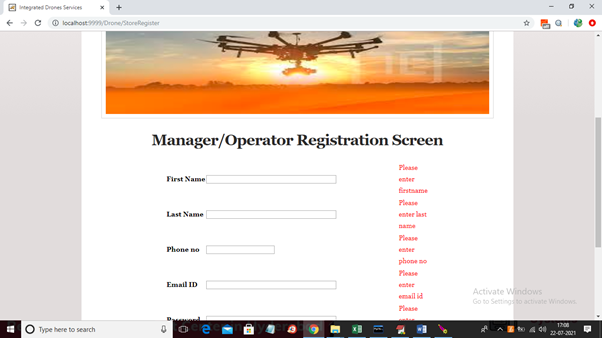 Integrated Drones Services
localhost:9999/Drone/StoreRegister
Manager/Operator Registration Screen
Please
First Name
enter
firstname
Please
Last Name
enter last
name
Please
Phone no
enter
phone no
Please
Email ID
enter
email id
Activate Windows
Go to Settings to activate Windows.
Please
Password
enter
Type here to search
17:08
22-07-2021